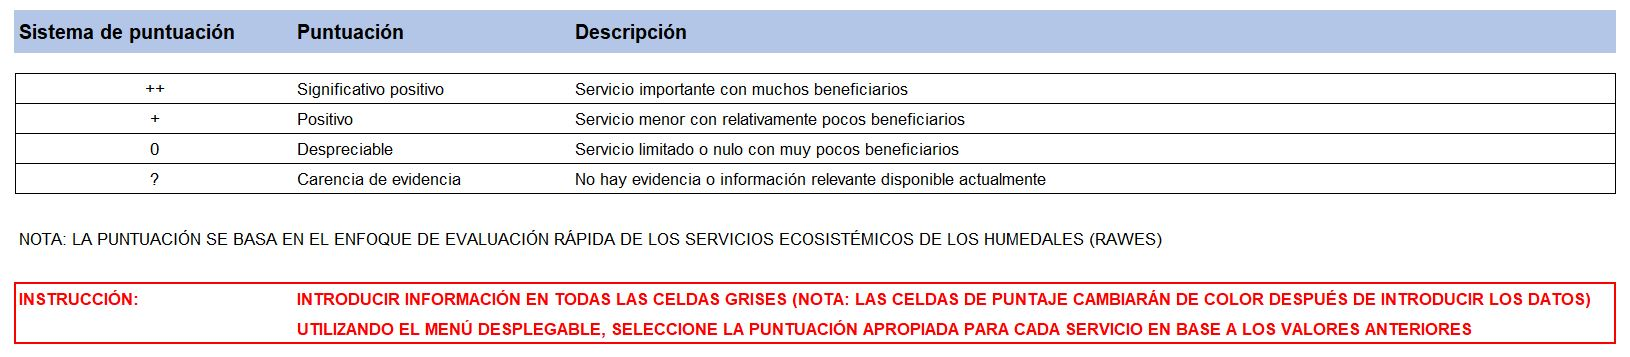 Sistema de puntuación Puntuación Descripción
++ Significativo positivo Servicio importante con muchos beneficiarios
+ Positivo Servicio menor con relativamente pocos beneficiarios
0 Despreciable Servicio limitado o nulo con muy pocos beneficiarios
? Carencia de evidencia No hay evidencia o información relevante disponible actualmente
NOTA: LA PUNTUACIÓN SE BASA EN EL ENFOQUE DE EVALUACIÓN RÁPIDA DE LOS SERVICIOS ECOSISTÉMICOS DE LOS HUMEDALES (RAWES)
INSTRUCCIÓN: INTRODUCIR INFORMACIÓN EN TODAS LAS CELDAS GRISES (NOTA: LAS CELDAS DE PUNTAJE CAMBIARÁN DE COLOR DESPUÉS DE INTRODUCIR LOS DATOS)
UTILIZANDO EL MENÚ DESPLEGABLE, SELECCIONE LA PUNTUACIÓN APROPIADA PARA CADA SERVICIO EN BASE A LOS VALORES ANTERIORES